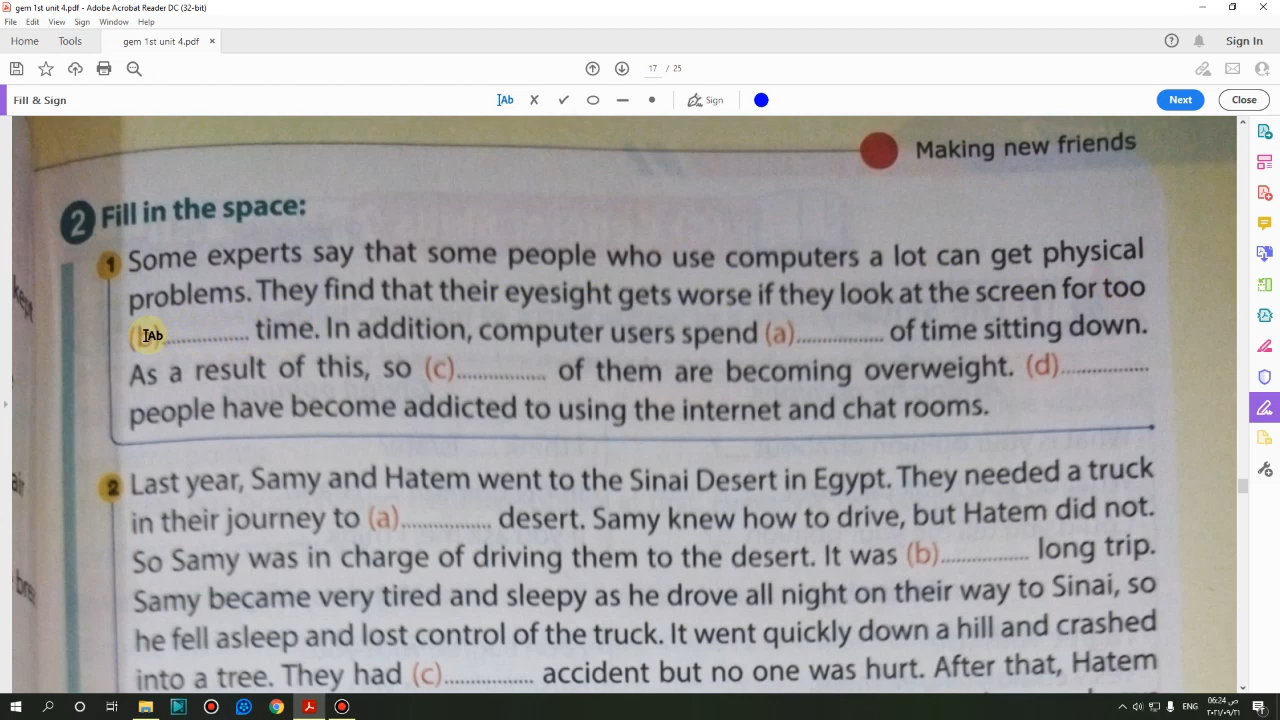 gem 1st unit 4.pdf - Adobe Acrobat Reader DC (32-bit)
File Edit View Sign Window Help
Home Tools gem 1st unit 4.pdf × Sign In
17 / 25
Fill & Sign Ab Sign Next Close
Making new friends
2 Fill in the space:
1 Some experts say that some people who use computers a lot can get physical
problems. They find that their eyesight gets worse if they look at the screen for too
Ab ............... time. In addition, computer users spend (a)............... of time sitting down.
As a result of this, so (c)............... of them are becoming overweight. (d)...............
people have become addicted to using the internet and chat rooms.
2 Last year, Samy and Hatem went to the Sinai Desert in Egypt. They needed a truck
in their journey to (a)............... desert. Samy knew how to drive, but Hatem did not.
So Samy was in charge of driving them to the desert. It was (b)............... long trip.
Samy became very tired and sleepy as he drove all night on their way to Sinai, so
he fell asleep and lost control of the truck. It went quickly down a hill and crashed
into a tree. They had (c)............... accident but no one was hurt. After that, Hatem
kept
air
ENG
06:24 ص